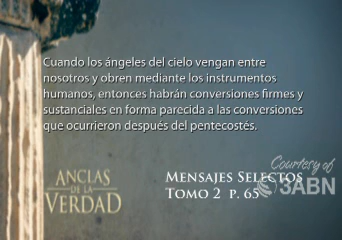 Cuando los ángeles del cielo vengan entre
nosotros y obren mediante los instrumentos
humanos, entonces habrán conversiones firmes y
sustanciales en forma parecida a las conversiones
que ocurrieron después del pentecostés.
Courtesy of
3ABN
ANCLAS
DE LA
VERDAD
MENSAJES SELECTOS
TOMO 2 P. 65